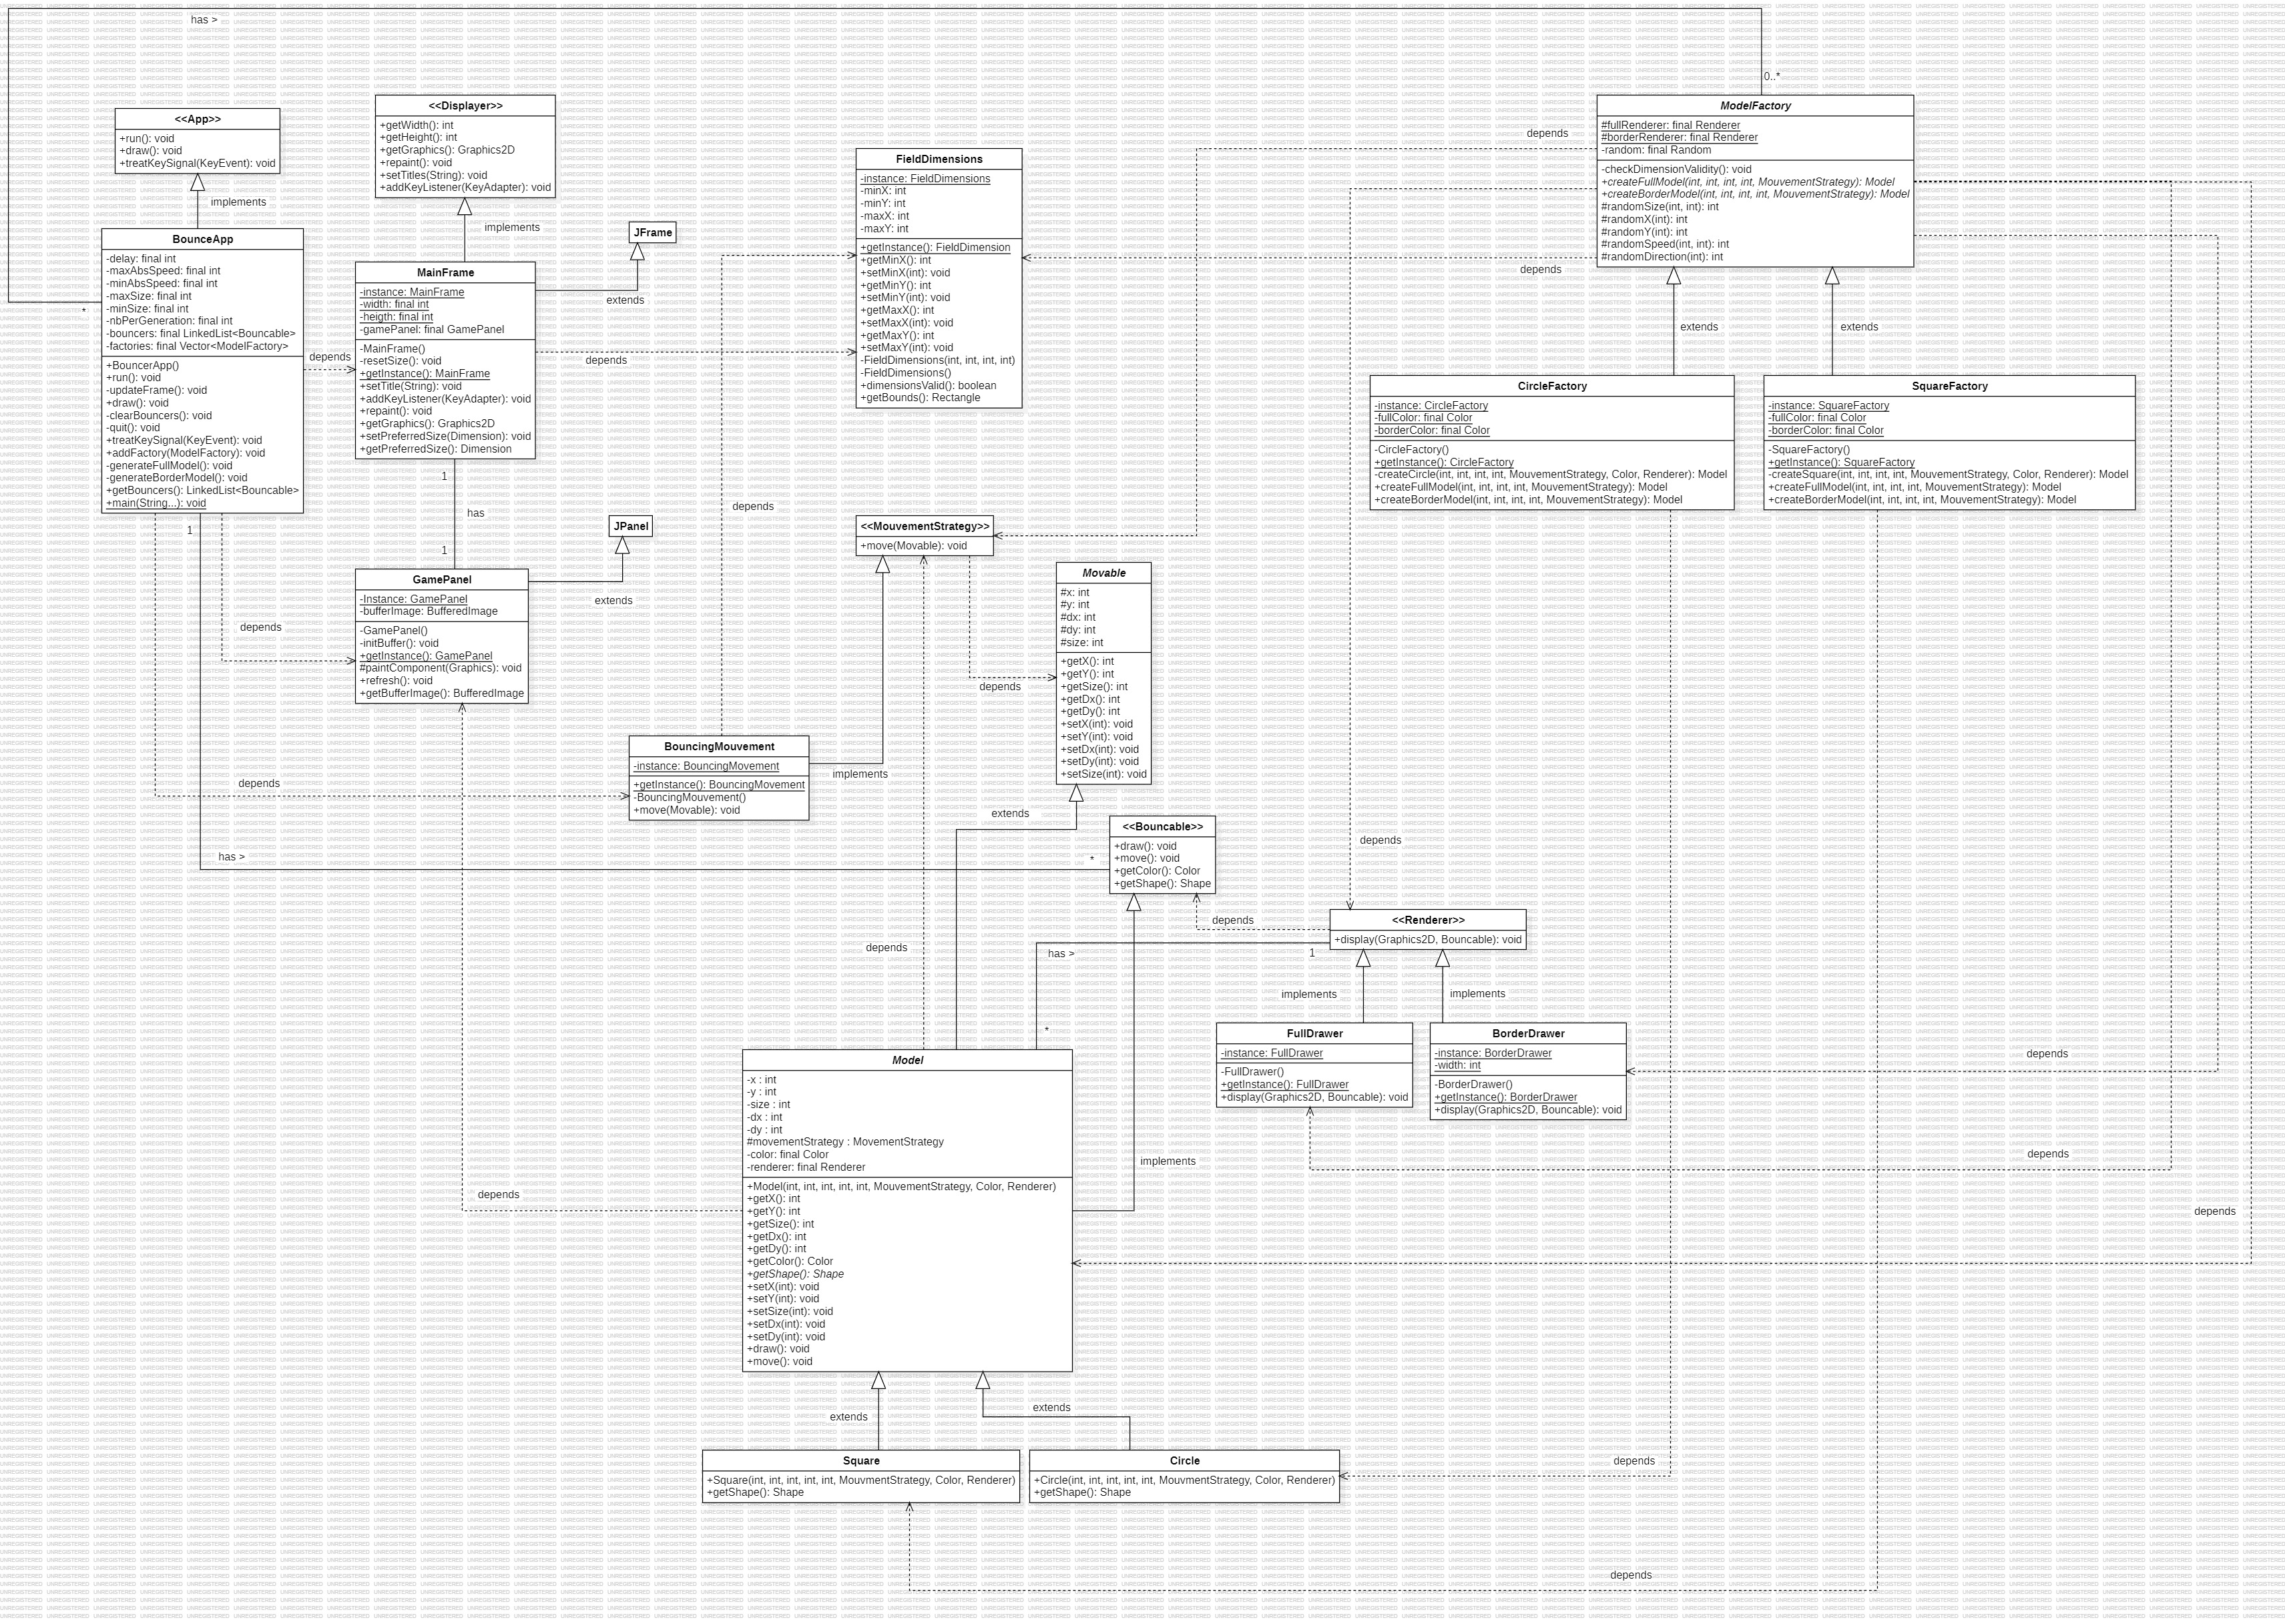 has >
0..*
*
<<App>>
+run(): void
+draw(): void
+treatKeySignal(KeyEvent): void
implements
<<Displayer>>
+getWidth(): int
+getHeight(): int
+getGraphics(): Graphics2D
+repaint(): void
+setTitles(String): void
+addKeyListener(KeyAdapter): void
implements
JFrame
extends
BounceApp
-delay: final int
-maxAbsSpeed: final int
-minAbsSpeed: final int
-maxSize: final int
-minSize: final int
-nbPerGeneration: final int
-bouncers: final LinkedList<Bouncable>
-factories: final Vector<ModelFactory>
+BouncerApp()
+run(): void
-updateFrame(): void
+draw(): void
-clearBouncers(): void
-quit(): void
+treatKeySignal(KeyEvent): void
+addFactory(ModelFactory): void
-generateFullModel(): void
-generateBorderModel(): void
+getBouncers(): LinkedList<Bouncable>
+main(String...): void
depends
1
MainFrame
-instance: MainFrame
-width: final int
-heigth: final int
-gamePanel: final GamePanel
-MainFrame()
-resetSize(): void
+getInstance(): MainFrame
+setTitle(String): void
+addKeyListener(KeyAdapter): void
+repaint(): void
+getGraphics(): Graphics2D
+setPreferredSize(Dimension): void
+getPreferredSize(): Dimension
depends
1
has
1
FieldDimensions
-instance: FieldDimensions
-minX: int
-minY: int
-maxX: int
-maxY: int
+getInstance(): FieldDimension
+getMinX(): int
+setMinX(int): void
+getMinY(): int
+setMinY(int): void
+getMaxX(): int
+setMaxX(int): void
+getMaxY(): int
+setMaxY(int): void
-FieldDimensions(int, int, int, int)
-FieldDimensions()
+dimensionsValid(): boolean
+getBounds(): Rectangle
depends
depends
ModelFactory
#fullRenderer: final Renderer
#borderRenderer: final Renderer
-random: final Random
-checkDimensionValidity(): void
+createFullModel(int, int, int, int, MouvementStrategy): Model
+createBorderModel(int, int, int, int, MouvementStrategy): Model
#randomSize(int, int): int
#randomX(int): int
#randomY(int): int
#randomSpeed(int, int): int
#randomDirection(int): int
extends
extends
CircleFactory
-instance: CircleFactory
-fullColor: final Color
-borderColor: final Color
-CircleFactory()
+getInstance(): CircleFactory
-createCircle(int, int, int, int, MouvementStrategy, Color, Renderer): Model
+createFullModel(int, int, int, int, MouvementStrategy): Model
+createBorderModel(int, int, int, int, MouvementStrategy): Model
SquareFactory
-instance: SquareFactory
-fullColor: final Color
-borderColor: final Color
-SquareFactory()
+getInstance(): SquareFactory
-createSquare(int, int, int, int, MouvementStrategy, Color, Renderer): Model
+createFullModel(int, int, int, int, MouvementStrategy): Model
+createBorderModel(int, int, int, int, MouvementStrategy): Model
JPanel
extends
GamePanel
-Instance: GamePanel
-bufferImage: BufferedImage
-GamePanel()
-initBuffer(): void
+getInstance(): GamePanel
#paintComponent(Graphics): void
+refresh(): void
+getBufferImage(): BufferedImage
depends
depends
depends
<<MouvementStrategy>>
+move(Movable): void
depends
Movable
#x: int
#y: int
#dx: int
#dy: int
#size: int
+getX(): int
+getY(): int
+getSize(): int
+getDx(): int
+getDy(): int
+setX(int): void
+setY(int): void
+setDx(int): void
+setDy(int): void
+setSize(int): void
BouncingMouvement
-instance: BouncingMovement
+getInstance(): BouncingMovement
-BouncingMouvement()
+move(Movable): void
implements
extends
has >
*
<<Bouncable>>
+draw(): void
+move(): void
+getColor(): Color
+getShape(): Shape
depends
depends
<<Renderer>>
+display(Graphics2D, Bouncable): void
has >
1
*
depends
implements
implements
FullDrawer
-instance: FullDrawer
-FullDrawer()
+getInstance(): FullDrawer
+display(Graphics2D, Bouncable): void
BorderDrawer
-instance: BorderDrawer
-width: int
-BorderDrawer()
+getInstance(): BorderDrawer
+display(Graphics2D, Bouncable): void
depends
depends
depends
Model
-x : int
-y : int
-size : int
-dx : int
-dy : int
#movementStrategy : MovementStrategy
-color: final Color
-renderer: final Renderer
+Model(int, int, int, int, int, MouvementStrategy, Color, Renderer)
+getX(): int
+getY(): int
+getSize(): int
+getDx(): int
+getDy(): int
+getColor(): Color
+getShape(): Shape
+setX(int): void
+setY(int): void
+setSize(int): void
+setDx(int): void
+setDy(int): void
+draw(): void
+move(): void
implements
depends
extends
extends
Square
+Square(int, int, int, int, int, MouvmentStrategy, Color, Renderer)
+getShape(): Shape
Circle
+Circle(int, int, int, int, int, MouvmentStrategy, Color, Renderer)
+getShape(): Shape
depends
depends
UNREGISTERED